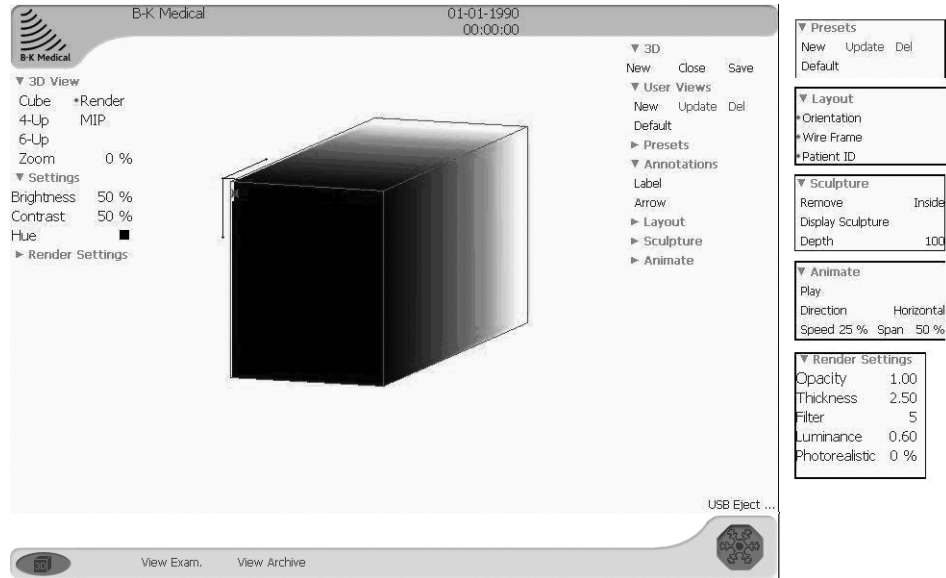 B-K Medical
01-01-1990
00:00:00
B-K Medical
▼ 3D View
Cube •Render
4-Up MIP
6-Up
Zoom 0 %
▼ Settings
Brightness 50 %
Contrast 50 %
Hue
► Render Settings
▼ 3D
New Close Save
▼ User Views
New Update Del
Default
► Presets
▼ Annotations
Label
Arrow
► Layout
► Sculpture
► Animate
USB Eject ...
3D
View Exam. View Archive
▼ Presets
New Update Del
Default
▼ Layout
•Orientation
•Wire Frame
•Patient ID
▼ Sculpture
Remove Inside
Display Sculpture
Depth 100
▼ Animate
Play
Direction Horizontal
Speed 25 % Span 50 %
▼ Render Settings
Opacity 1.00
Thickness 2.50
Filter 5
Luminance 0.60
Photorealistic 0 %